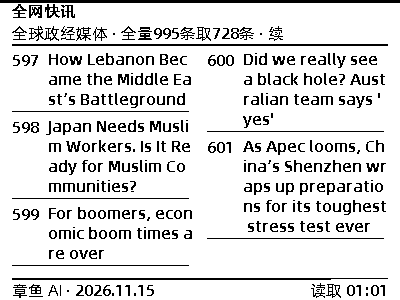 全网快讯
全球政经媒体 · 全量995条取728条 · 续
597 How Lebanon Bec
ame the Middle Ea
st’s Battleground
598 Japan Needs Musli
m Workers. Is It Re
ady for Muslim Co
mmunities?
599 For boomers, econ
omic boom times a
re over
600 Did we really see
a black hole? Aust
ralian team says '
yes'
601 As Apec looms, Ch
ina’s Shenzhen wr
aps up preparatio
ns for its toughest
stress test ever
章鱼 AI · 2026.11.15
读取 01:01